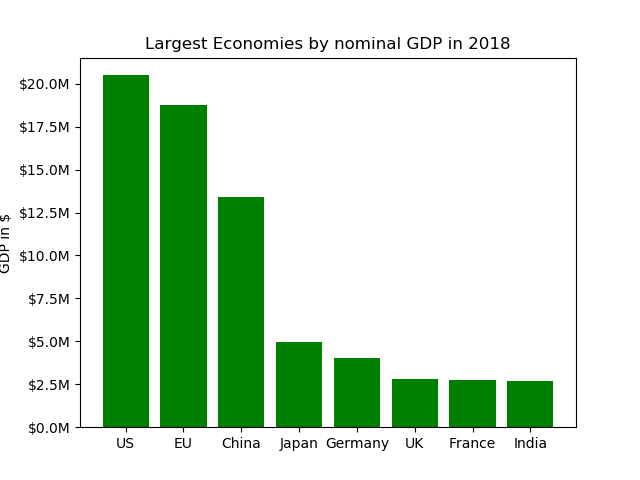 Largest Economies by nominal GDP in 2018
$20.0M
$17.5M
$15.0M
$12.5M
$10.0M
$7.5M
$5.0M
$2.5M
$0.0M
GDP in $
US EU China Japan Germany UK France India